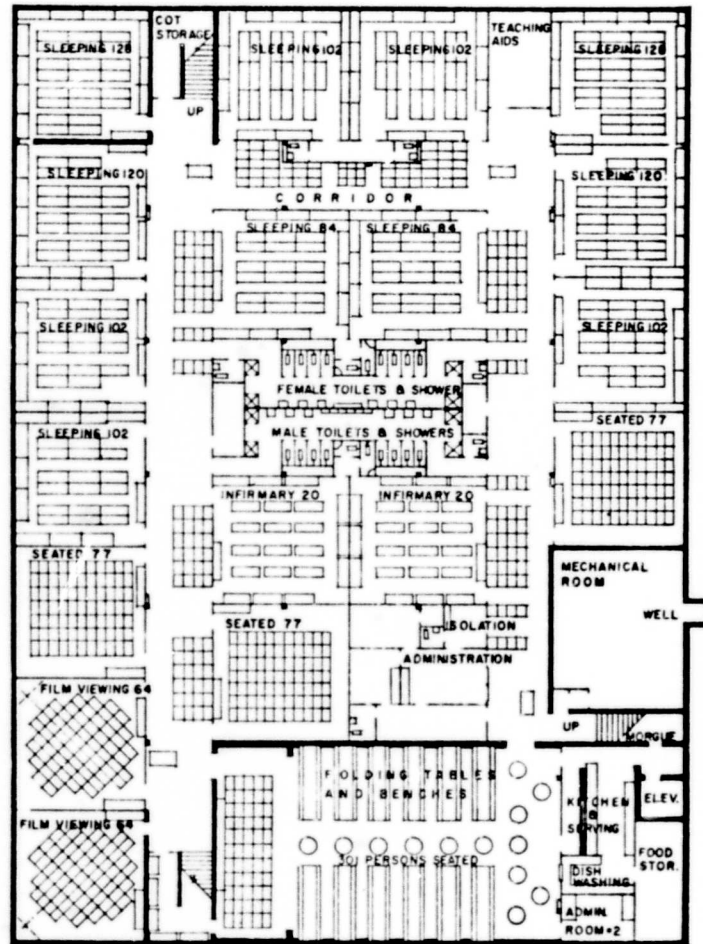 COT
STORAGE
UP
SLEEPING 128
SLEEPING 102
SLEEPING 102
TEACHING
AIDS
SLEEPING 128
SLEEPING 120
CORRIDOR
SLEEPING 120
SLEEPING 84
SLEEPING 84
SLEEPING 102
SLEEPING 102
FEMALE TOILETS & SHOWER
MALE TOILETS & SHOWERS
SEATED 77
SLEEPING 102
INFIRMARY 20
INFIRMARY 20
SEATED 77
MECHANICAL
ROOM
WELL
SEATED 77
ISOLATION
ADMINISTRATION
FILM VIEWING 64
UP
MORGUE
FOLDING TABLES
AND BENCHES
KITCHEN
&
SERVING
ELEV.
FILM VIEWING 64
301 PERSONS SEATED
FOOD
STOR.
DISH
WASHING
ADMIN.
ROOM #2